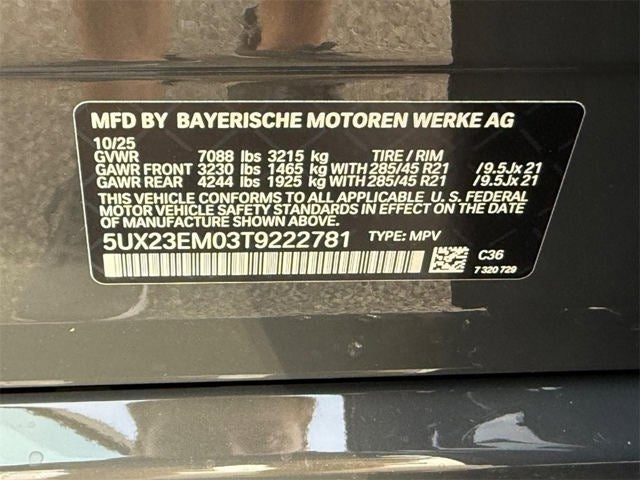 MFD BY BAYERISCHE MOTOREN WERKE AG
10/25
GVWR 7088 lbs 3215 kg TIRE / RIM
GAWR FRONT 3230 lbs 1465 kg WITH 285/45 R21 /9.5Jx21
GAWR REAR 4244 lbs 1925 kg WITH 285/45 R21 /9.5Jx21
THIS VEHICLE CONFORMS TO ALL APPLICABLE U.S. FEDERAL
MOTOR VEHICLE SAFETY STANDARDS IN EFFECT ON THE DATE
OF MANUFACTURE SHOWN ABOVE.
5UX23EM03T9222781 TYPE: MPV
C36
7 320 729